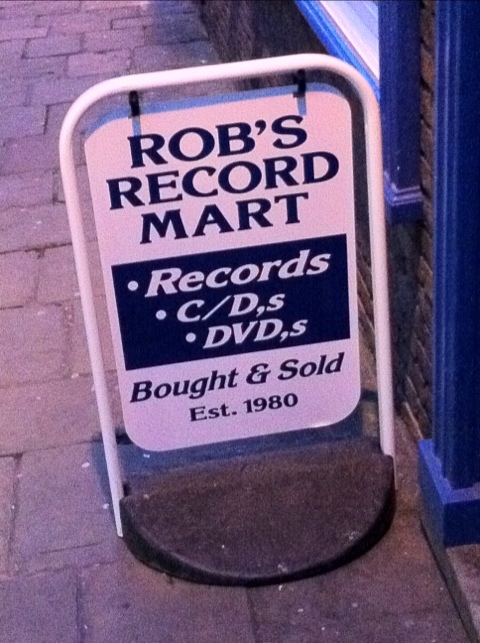 ROB'S
RECORD
MART
• Records
• C/D,s
• DVD,s
Bought & Sold
Est. 1980